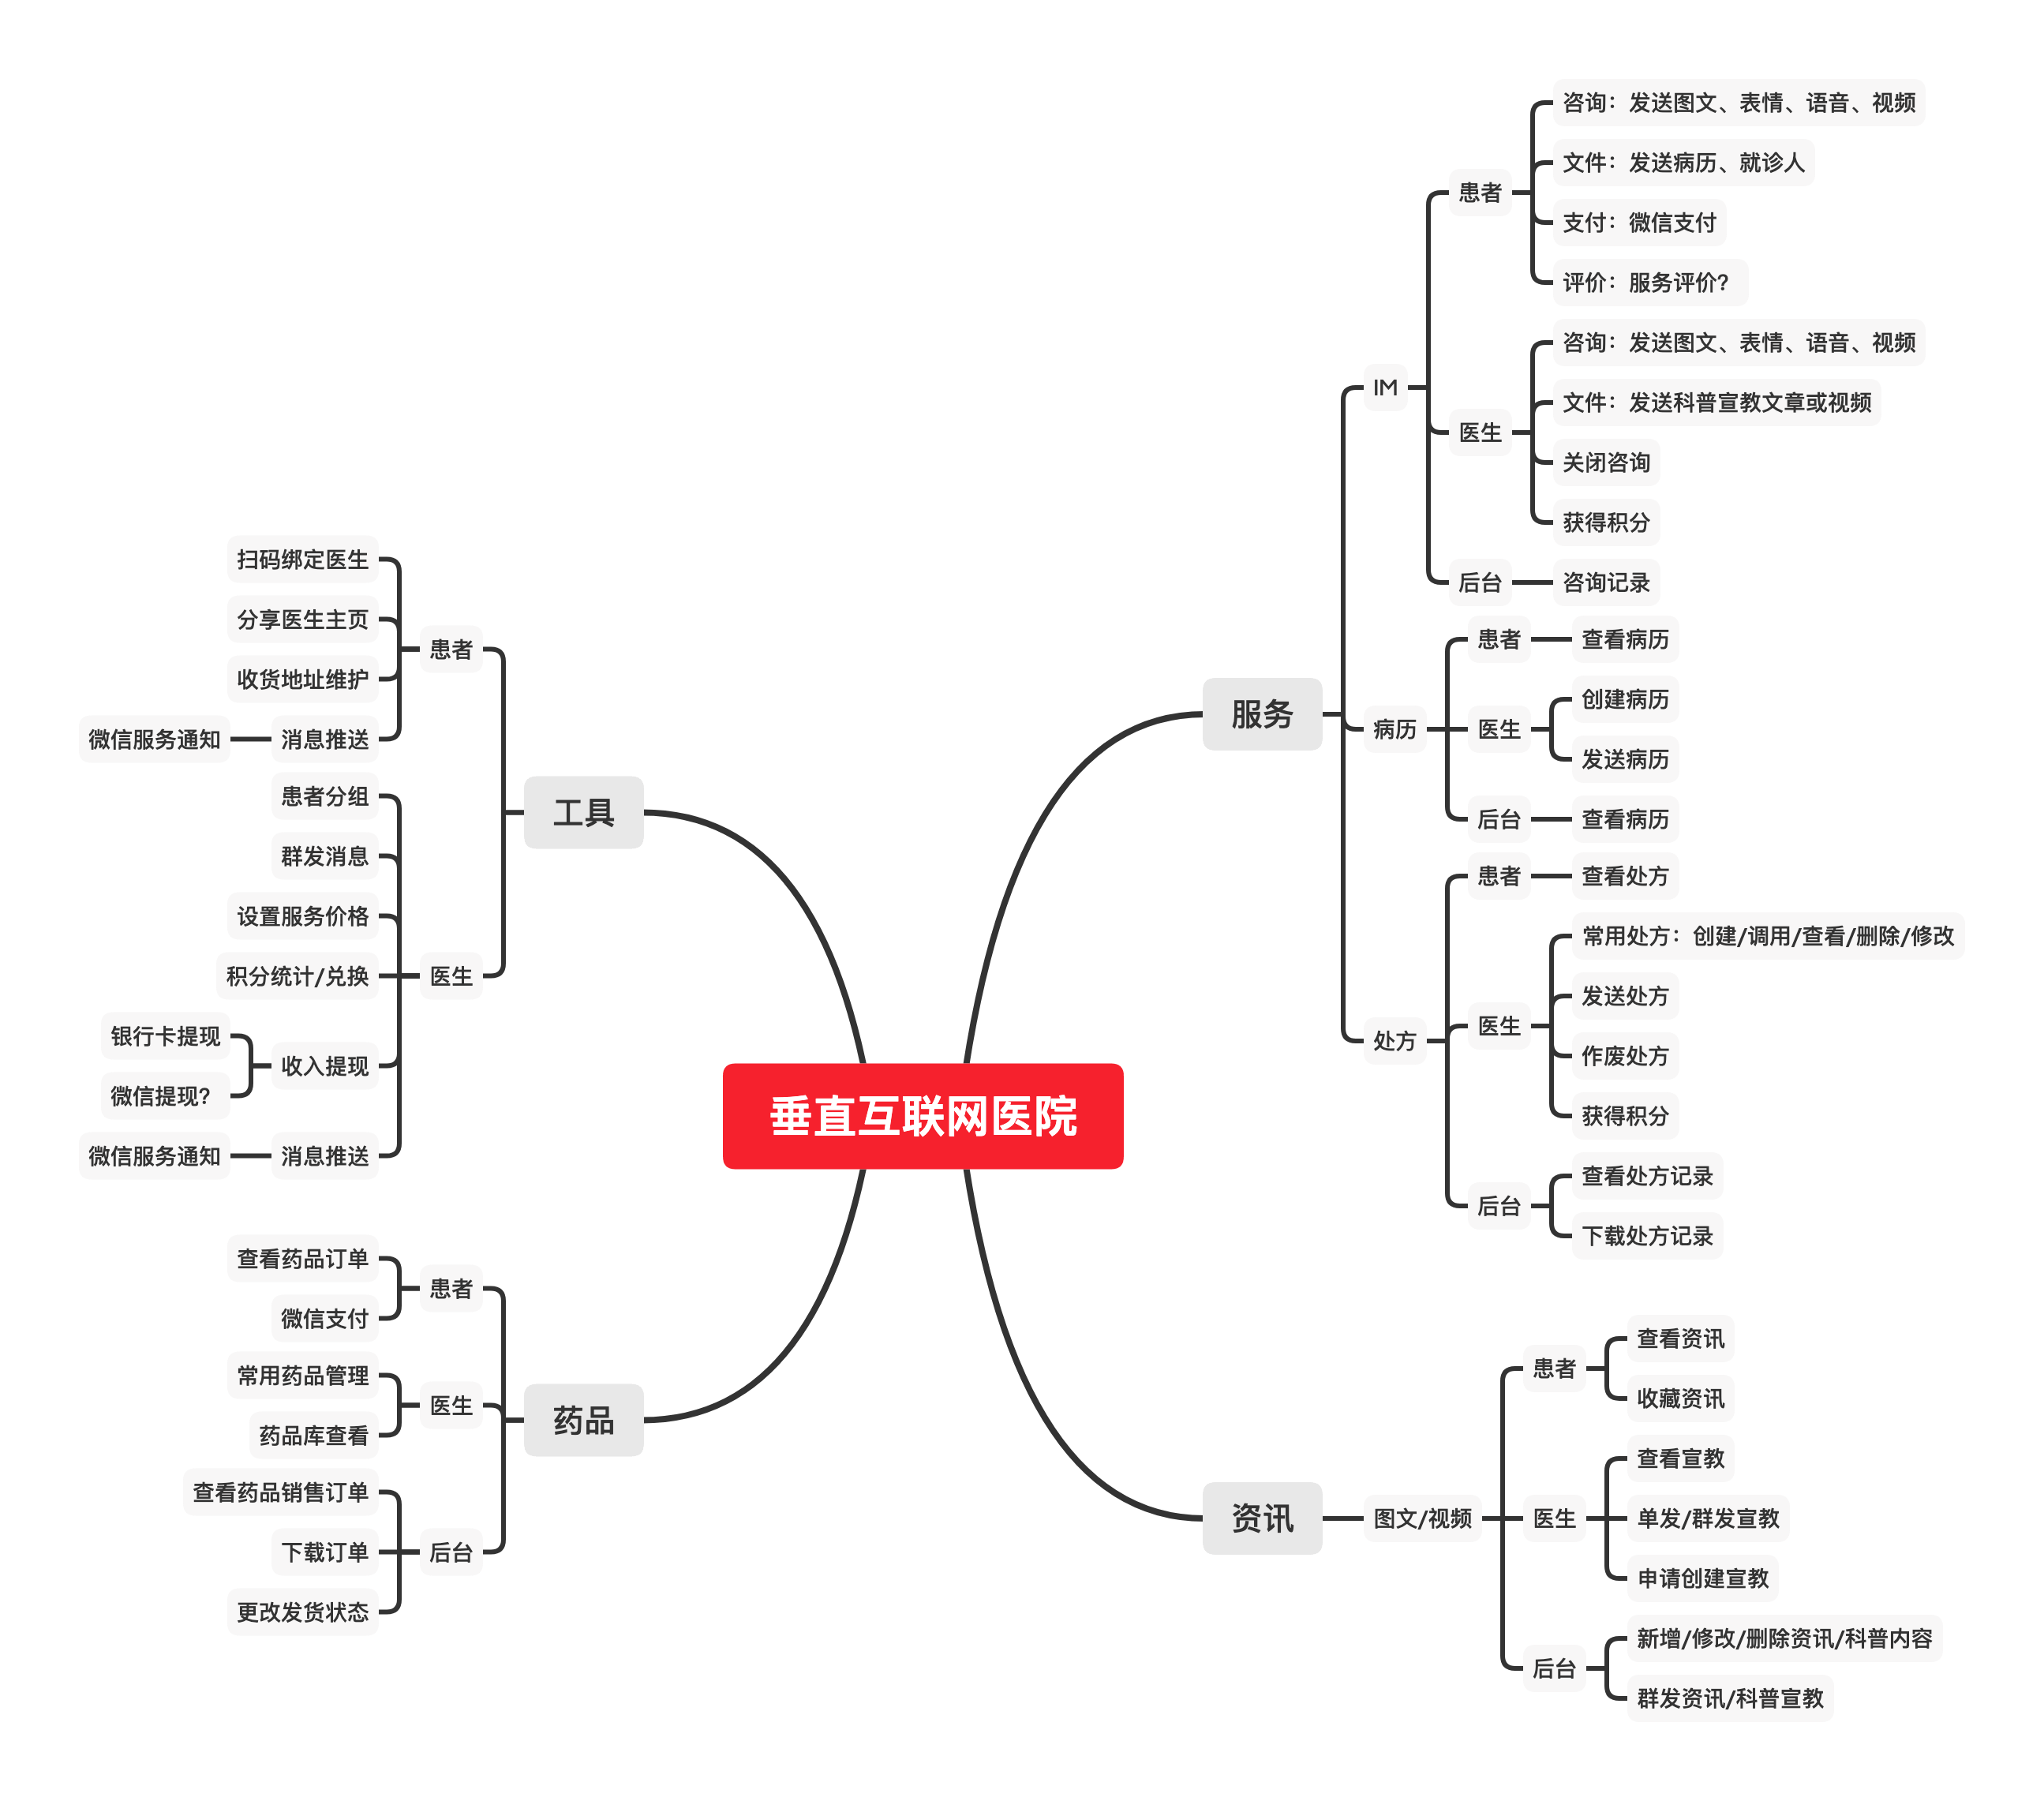 垂直互联网医院
服务
IM
患者
咨询：发送图文、表情、语音、视频
文件：发送病历、就诊人
支付：微信支付
评价：服务评价？
医生
咨询：发送图文、表情、语音、视频
文件：发送科普宣教文章或视频
关闭咨询
获得积分
后台
咨询记录
病历
患者
查看病历
医生
创建病历
发送病历
后台
查看病历
处方
患者
查看处方
医生
常用处方：创建/调用/查看/删除/修改
发送处方
作废处方
获得积分
后台
查看处方记录
下载处方记录
资讯
图文/视频
患者
查看资讯
收藏资讯
医生
查看宣教
单发/群发宣教
申请创建宣教
后台
新增/修改/删除资讯/科普内容
群发资讯/科普宣教
工具
患者
扫码绑定医生
分享医生主页
收货地址维护
消息推送
微信服务通知
医生
患者分组
群发消息
设置服务价格
积分统计/兑换
收入提现
银行卡提现
微信提现？
消息推送
微信服务通知
药品
患者
查看药品订单
微信支付
医生
常用药品管理
药品库查看
后台
查看药品销售订单
下载订单
更改发货状态